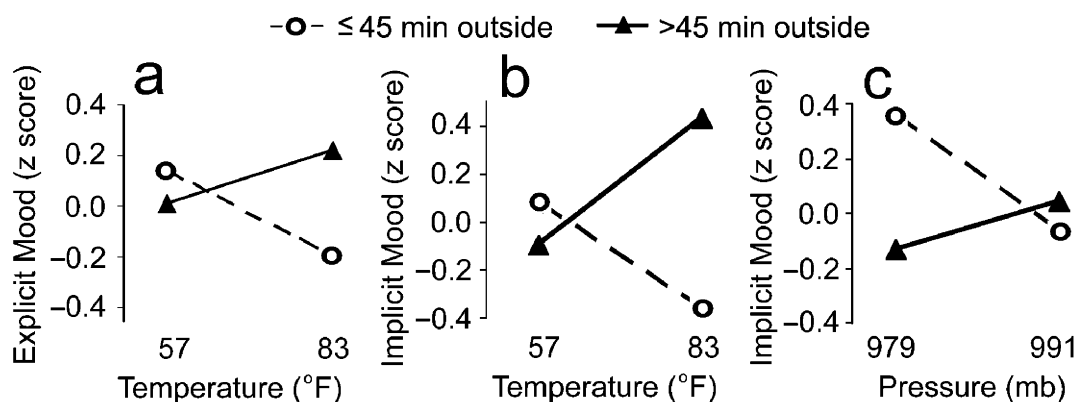 ≤ 45 min outside >45 min outside
a
Explicit Mood (z score)
0.4
0.2
0.0
–0.2
–0.4
57 83
Temperature (°F)
b
Implicit Mood (z score)
0.4
0.2
0.0
–0.2
–0.4
57 83
Temperature (°F)
c
Implicit Mood (z score)
0.4
0.2
0.0
–0.2
–0.4
979 991
Pressure (mb)